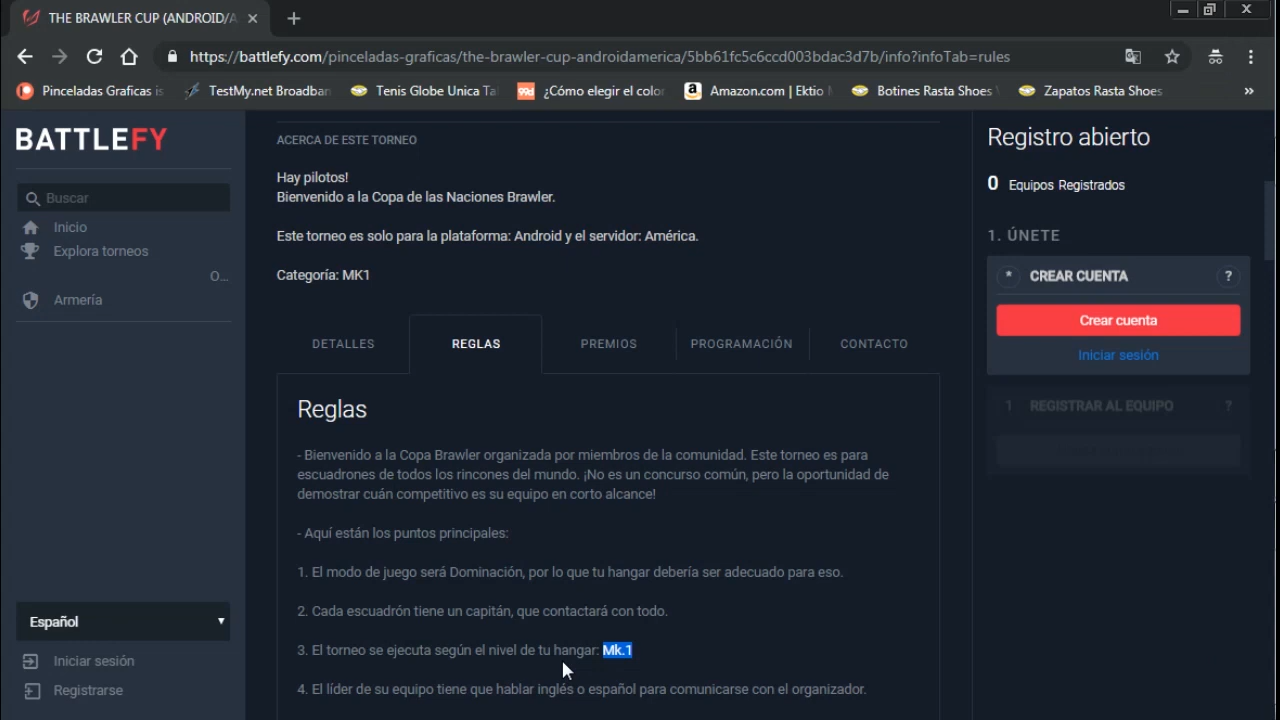 THE BRAWLER CUP (ANDROID/A
https://battlefy.com/pinceladas-graficas/the-brawler-cup-androidamerica/5bb61fc5c6ccd003bdac3d7b/info?infoTab=rules
Pinceladas Graficas is
TestMy.net Broadban
Tenis Globe Unica Ta
99d
¿Cómo elegir el color
Amazon.com | Ektio
Botines Rasta Shoes
Zapatos Rasta Shoes
»
BATTLEFY
Buscar
Inicio
Explora torneos
O...
Armería
Español
Iniciar sesión
Registrarse
ACERCA DE ESTE TORNEO
Hay pilotos!
Bienvenido a la Copa de las Naciones Brawler.
Este torneo es solo para la plataforma: Android y el servidor: América.
Categoría: MK1
DETALLES
REGLAS
PREMIOS
PROGRAMACIÓN
CONTACTO
Reglas
- Bienvenido a la Copa Brawler organizada por miembros de la comunidad. Este torneo es para
escuadrones de todos los rincones del mundo. ¡No es un concurso común, pero la oportunidad de
demostrar cuán competitivo es su equipo en corto alcance!
- Aquí están los puntos principales:
1. El modo de juego será Dominación, por lo que tu hangar debería ser adecuado para eso.
2. Cada escuadrón tiene un capitán, que contactará con todo.
3. El torneo se ejecuta según el nivel de tu hangar: Mk.1
4. El líder de su equipo tiene que hablar inglés o español para comunicarse con el organizador.
Registro abierto
0 Equipos Registrados
1. ÚNETE
* CREAR CUENTA ?
Crear cuenta
Iniciar sesión
1 REGISTRAR AL EQUIPO ?